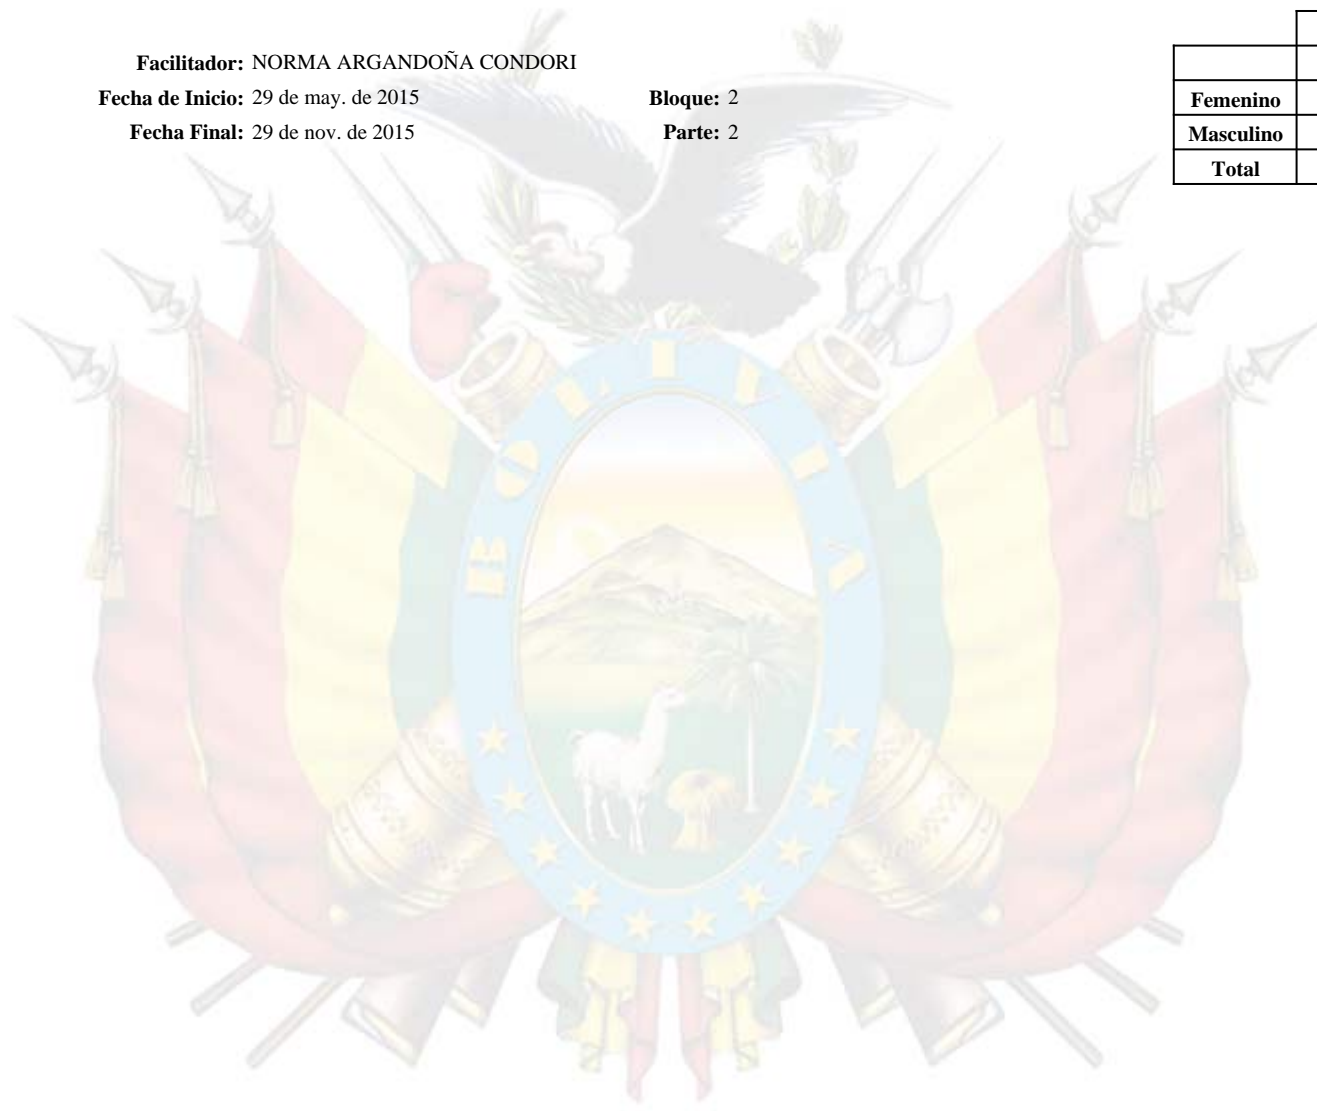 Facilitador: NORMA ARGANDOÑA CONDORI
Fecha de Inicio: 29 de may. de 2015 Bloque: 2
Fecha Final: 29 de nov. de 2015 Parte: 2
Femenino
Masculino
Total
BOLIVIA